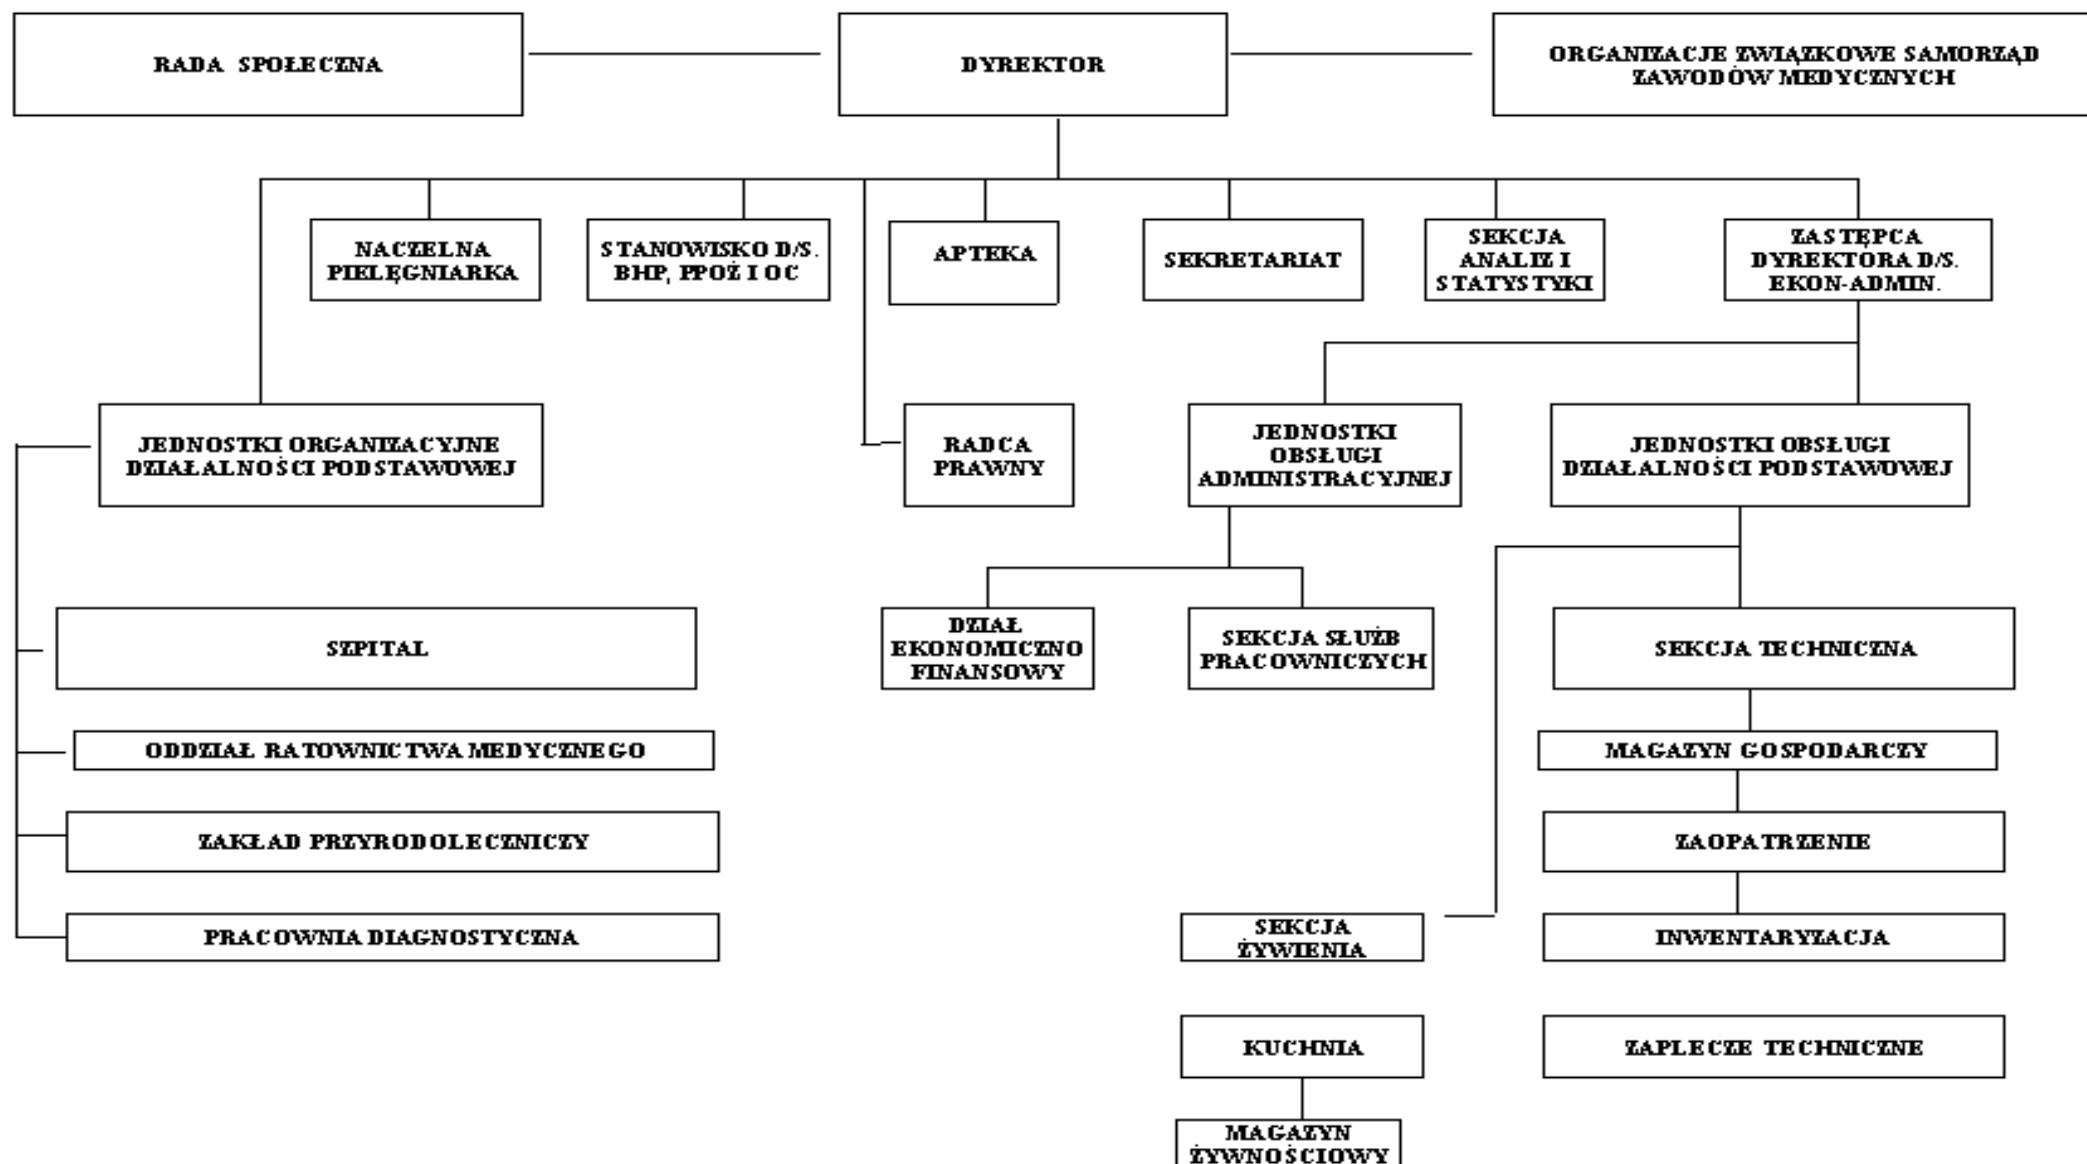 RADA SPOŁECZNA
DYREKTOR
ORGANIZACJE ZWIĄZKOWE SAMORZĄD
ZAWODÓW MEDYCZNYCH
NACZELNA
PIELĘGNIARKA
STANOWISKO D/S.
BHP, PPOŻ I OC
APTEKA
SEKRETARIAT
SEKCJA
ANALIZ I
STATYSTYKI
ZASTĘPCA
DYREKTORA D/S.
EKON-ADMIN.
JEDNOSTKI ORGANIZACYJNE
DZIAŁALNOŚCI PODSTAWOWEJ
RADCA
PRAWNY
JEDNOSTKI
OBSŁUGI
ADMINISTRACYJNEJ
JEDNOSTKI OBSŁUGI
DZIAŁALNOŚCI PODSTAWOWEJ
SZPITAL
DZIAŁ
EKONOMICZNO
FINANSOWY
SEKCJA SŁUŻB
PRACOWNICZYCH
SEKCJA TECHNICZNA
ODDZIAŁ RATOWNICTWA MEDYCZNEGO
MAGAZYN GOSPODARCZY
ZAKŁAD PRZYRODOLECZNICZY
ZAOPATRZENIE
PRACOWNIA DIAGNOSTYCZNA
SEKCJA
ŻYWIENIA
INWENTARYZACJA
KUCHNIA
ZAPLECZE TECHNICZNE
MAGAZYN
ŻYWNOŚCIOWY